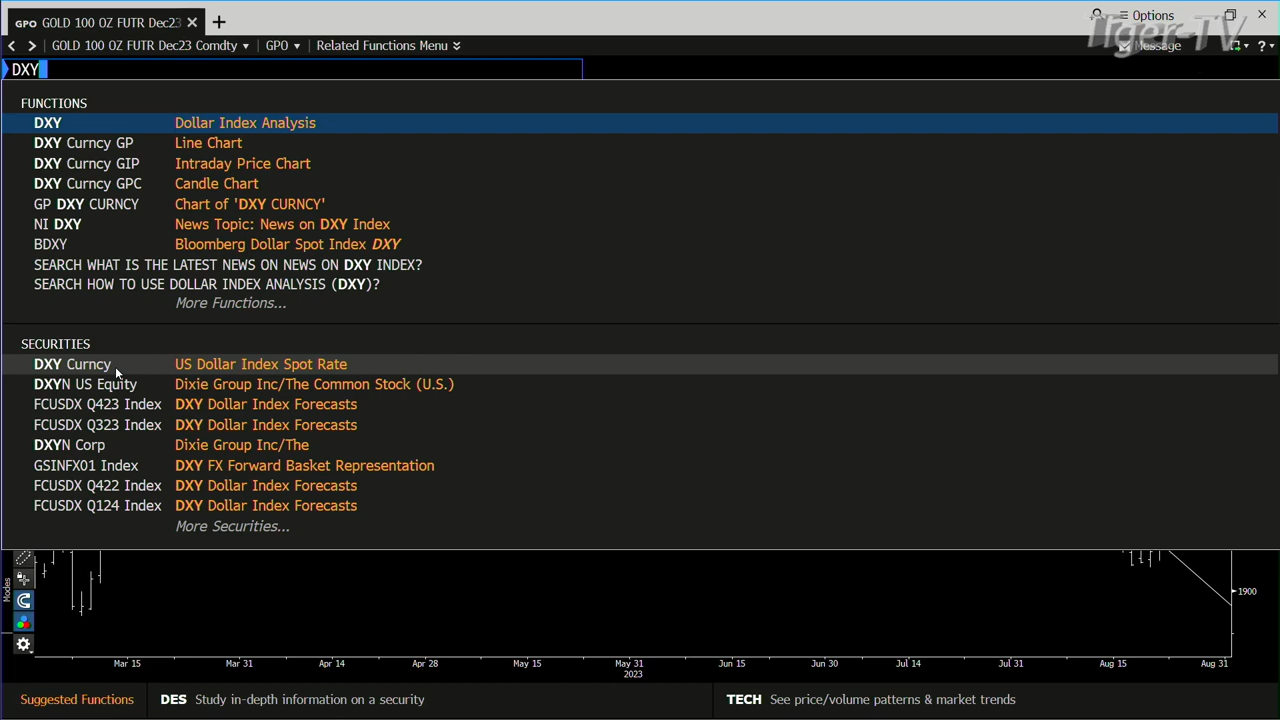 GPO GOLD 100 OZ FUTR Dec23
Options
Tiger-TV
GOLD 100 OZ FUTR Dec23 Comdty GPO Related Functions Menu
Message ?
DXY
FUNCTIONS
DXY Dollar Index Analysis
DXY Curncy GP Line Chart
DXY Curncy GIP Intraday Price Chart
DXY Curncy GPC Candle Chart
GP DXY CURNCY Chart of 'DXY CURNCY'
NI DXY News Topic: News on DXY Index
BDXY Bloomberg Dollar Spot Index DXY
SEARCH WHAT IS THE LATEST NEWS ON NEWS ON DXY INDEX?
SEARCH HOW TO USE DOLLAR INDEX ANALYSIS (DXY)?
More Functions...
SECURITIES
DXY Curncy US Dollar Index Spot Rate
DXYN US Equity Dixie Group Inc/The Common Stock (U.S.)
FCUSDX Q423 Index DXY Dollar Index Forecasts
FCUSDX Q323 Index DXY Dollar Index Forecasts
DXYN Corp Dixie Group Inc/The
GSINFX01 Index DXY FX Forward Basket Representation
FCUSDX Q422 Index DXY Dollar Index Forecasts
FCUSDX Q124 Index DXY Dollar Index Forecasts
More Securities...
Modes
1900
Mar 15 Mar 31 Apr 14 Apr 28 May 15 May 31 Jun 15 Jun 30 Jul 14 Jul 31 Aug 15 Aug 31
2023
Suggested Functions DES Study in-depth information on a security TECH See price/volume patterns & market trends